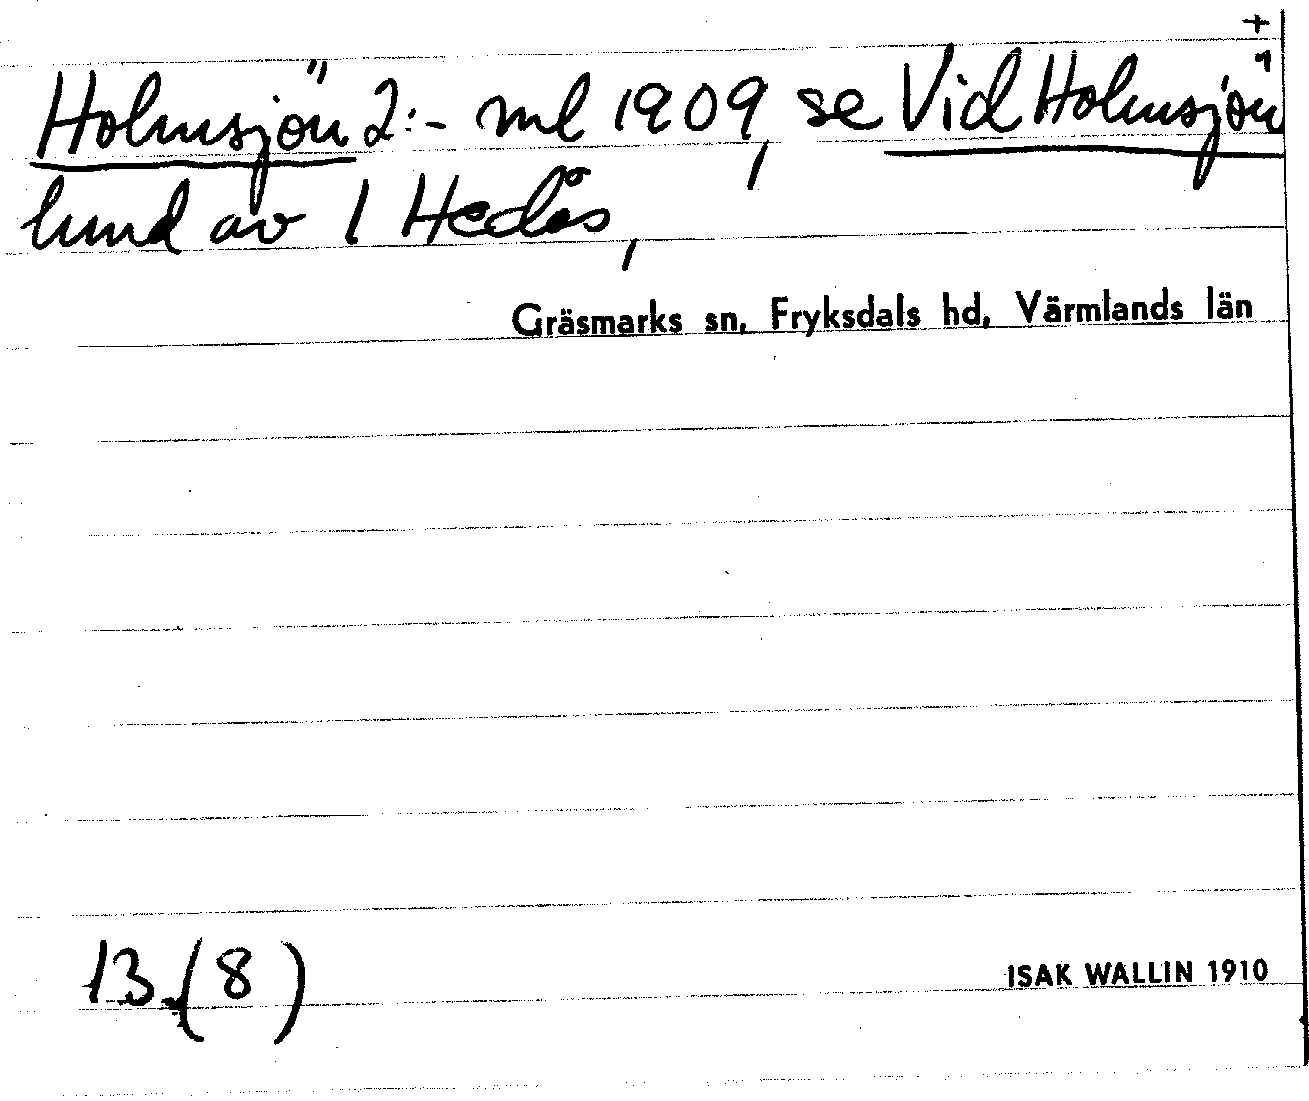 +
Holmsjön 2:- ml 1909, se Vid Holmsjön
lund av 1 Hedås,
Gräsmarks sn, Fryksdals hd, Värmlands län
13.(8)
ISAK WALLIN 1910